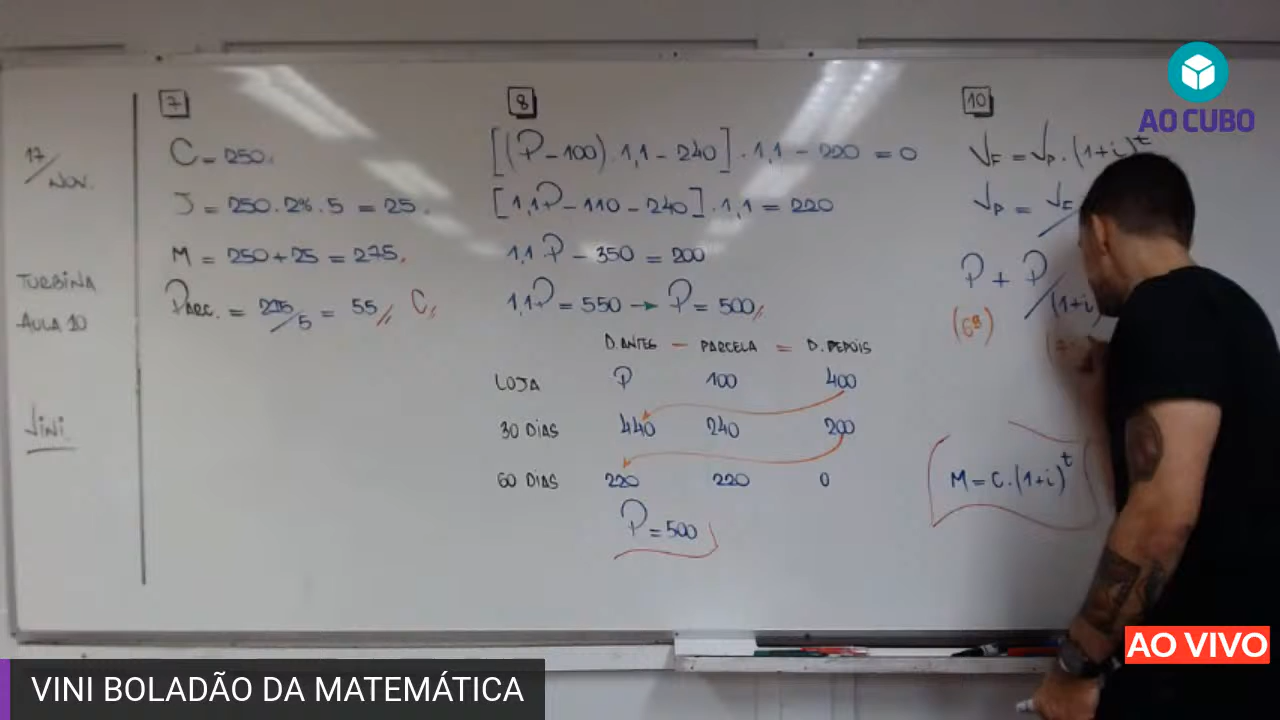 17/NOV.
TURBINA
AULA 10
Vini
7
C = 250.
J = 250 . 2% . 5 = 25.
M = 250 + 25 = 275.
PARC. = 275/5 = 55 // C
8
[(P - 100) . 1,1 - 240] . 1,1 - 220 = 0
[1,1P - 110 - 240] . 1,1 = 220
1,1P - 350 = 200
1,1P = 550 → P = 500 //
D. ANTES - PARCELA = D. DEPOIS
LOJA P 100 400
30 DIAS 440 240 200
60 DIAS 220 220 0
P = 500
10
VF = VP . (1+i)^t
VP = VF /
P + P/(1+i)
(6ª)
M = C . (1+i)^t
AO CUBO
AO VIVO
VINI BOLADÃO DA MATEMÁTICA